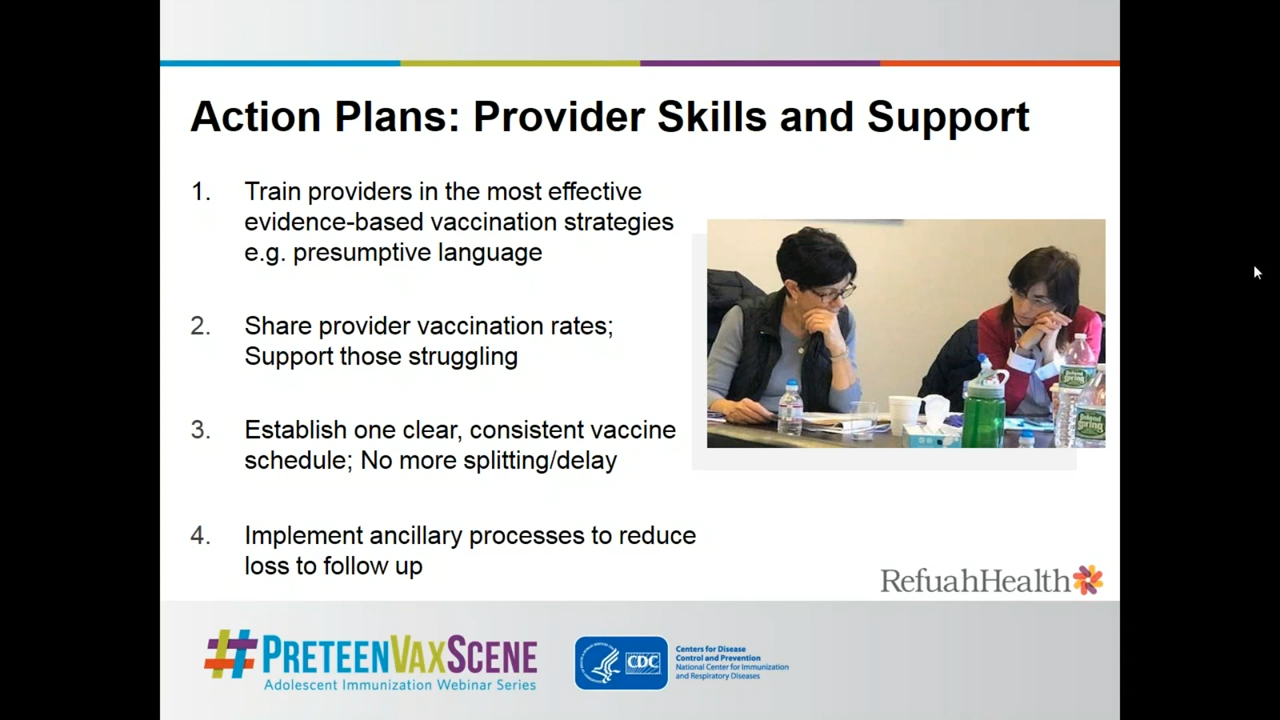 Action Plans: Provider Skills and Support
1. Train providers in the most effective
evidence-based vaccination strategies
e.g. presumptive language
2. Share provider vaccination rates;
Support those struggling
3. Establish one clear, consistent vaccine
schedule; No more splitting/delay
4. Implement ancillary processes to reduce
loss to follow up
RefuahHealth
#PRETEENVAXSCENE
Adolescent Immunization Webinar Series
CDC
Centers for Disease
Control and Prevention
National Center for Immunization
and Respiratory Diseases